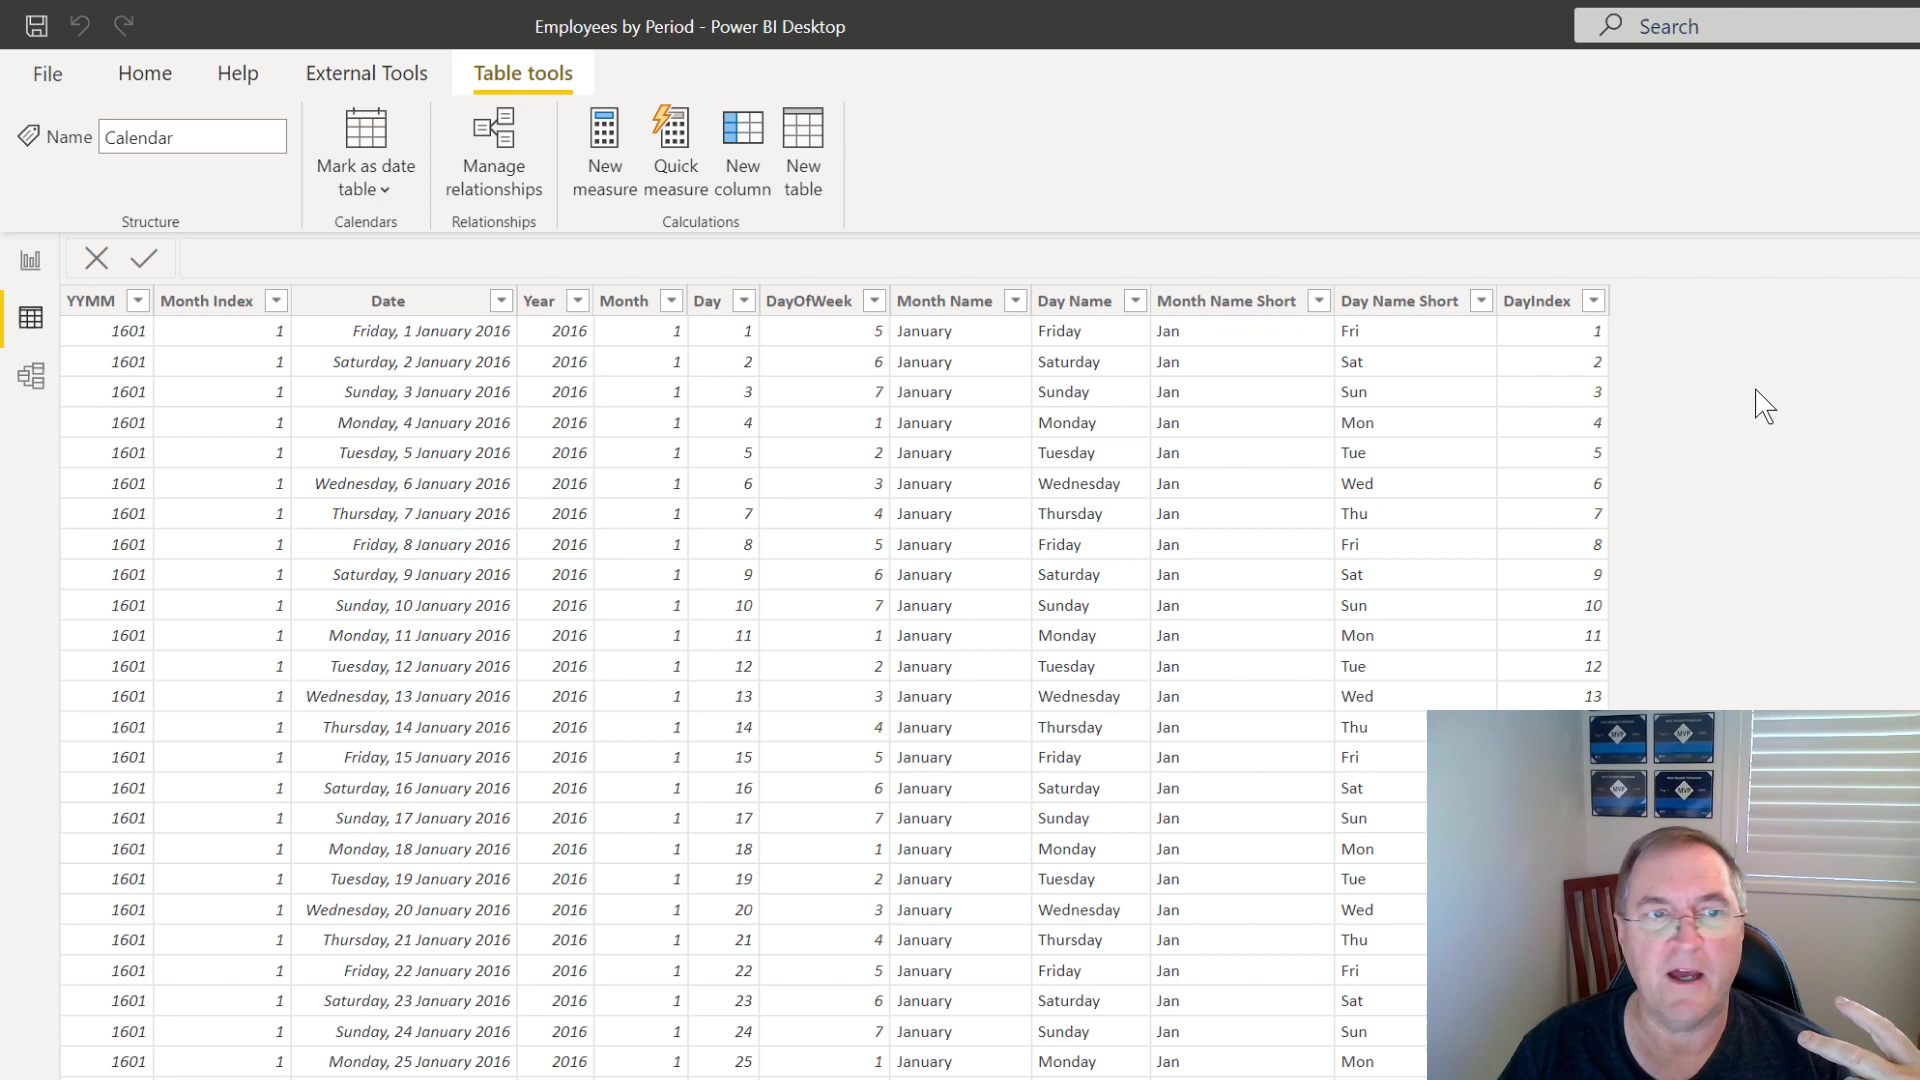 Employees by Period - Power BI Desktop
Search
File Home Help External Tools Table tools
Name Calendar
Mark as date table
Manage relationships
New measure
Quick measure
New column
New table
Structure Calendars Relationships Calculations
YYMM Month Index Date Year Month Day DayOfWeek Month Name Day Name Month Name Short Day Name Short DayIndex
1601 1 Friday, 1 January 2016 2016 1 1 5 January Friday Jan Fri 1
1601 1 Saturday, 2 January 2016 2016 1 2 6 January Saturday Jan Sat 2
1601 1 Sunday, 3 January 2016 2016 1 3 7 January Sunday Jan Sun 3
1601 1 Monday, 4 January 2016 2016 1 4 1 January Monday Jan Mon 4
1601 1 Tuesday, 5 January 2016 2016 1 5 2 January Tuesday Jan Tue 5
1601 1 Wednesday, 6 January 2016 2016 1 6 3 January Wednesday Jan Wed 6
1601 1 Thursday, 7 January 2016 2016 1 7 4 January Thursday Jan Thu 7
1601 1 Friday, 8 January 2016 2016 1 8 5 January Friday Jan Fri 8
1601 1 Saturday, 9 January 2016 2016 1 9 6 January Saturday Jan Sat 9
1601 1 Sunday, 10 January 2016 2016 1 10 7 January Sunday Jan Sun 10
1601 1 Monday, 11 January 2016 2016 1 11 1 January Monday Jan Mon 11
1601 1 Tuesday, 12 January 2016 2016 1 12 2 January Tuesday Jan Tue 12
1601 1 Wednesday, 13 January 2016 2016 1 13 3 January Wednesday Jan Wed 13
1601 1 Thursday, 14 January 2016 2016 1 14 4 January Thursday Jan Thu
1601 1 Friday, 15 January 2016 2016 1 15 5 January Friday Jan Fri
1601 1 Saturday, 16 January 2016 2016 1 16 6 January Saturday Jan Sat
1601 1 Sunday, 17 January 2016 2016 1 17 7 January Sunday Jan Sun
1601 1 Monday, 18 January 2016 2016 1 18 1 January Monday Jan Mon
1601 1 Tuesday, 19 January 2016 2016 1 19 2 January Tuesday Jan Tue
1601 1 Wednesday, 20 January 2016 2016 1 20 3 January Wednesday Jan Wed
1601 1 Thursday, 21 January 2016 2016 1 21 4 January Thursday Jan Thu
1601 1 Friday, 22 January 2016 2016 1 22 5 January Friday Jan Fri
1601 1 Saturday, 23 January 2016 2016 1 23 6 January Saturday Jan Sat
1601 1 Sunday, 24 January 2016 2016 1 24 7 January Sunday Jan Sun
1601 1 Monday, 25 January 2016 2016 1 25 1 January Monday Jan Mon
MVP
MVP
MVP
MVP